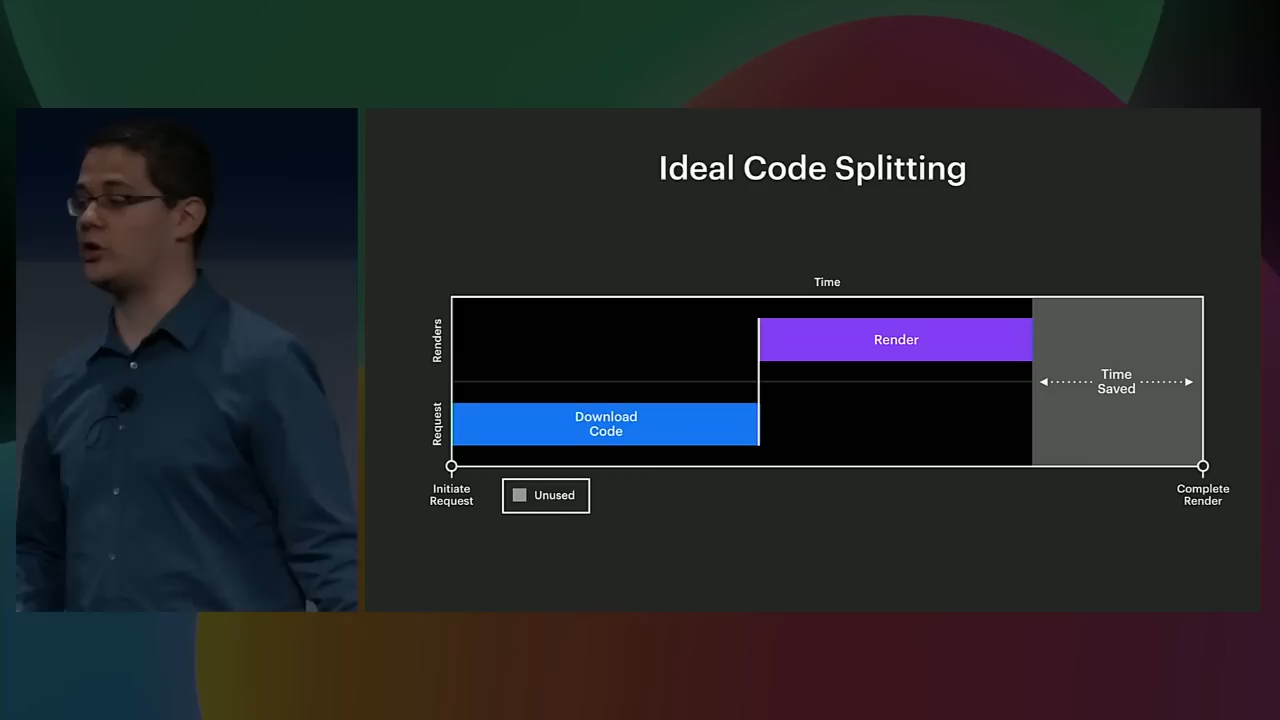 Ideal Code Splitting
Time
Renders
Render
Time
Saved
Request
Download
Code
Initiate
Request
Unused
Complete
Render